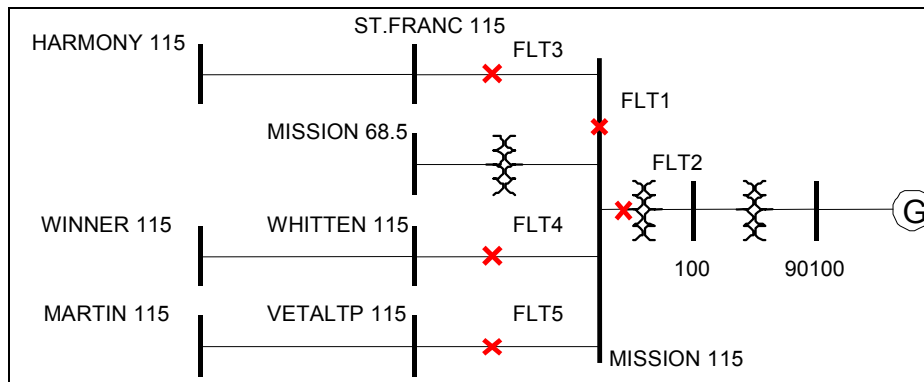 ST.FRANC 115
HARMONY 115
FLT3
FLT1
MISSION 68.5
FLT2
WINNER 115
WHITTEN 115
FLT4
G
100
90100
MARTIN 115
VETALTP 115
FLT5
MISSION 115